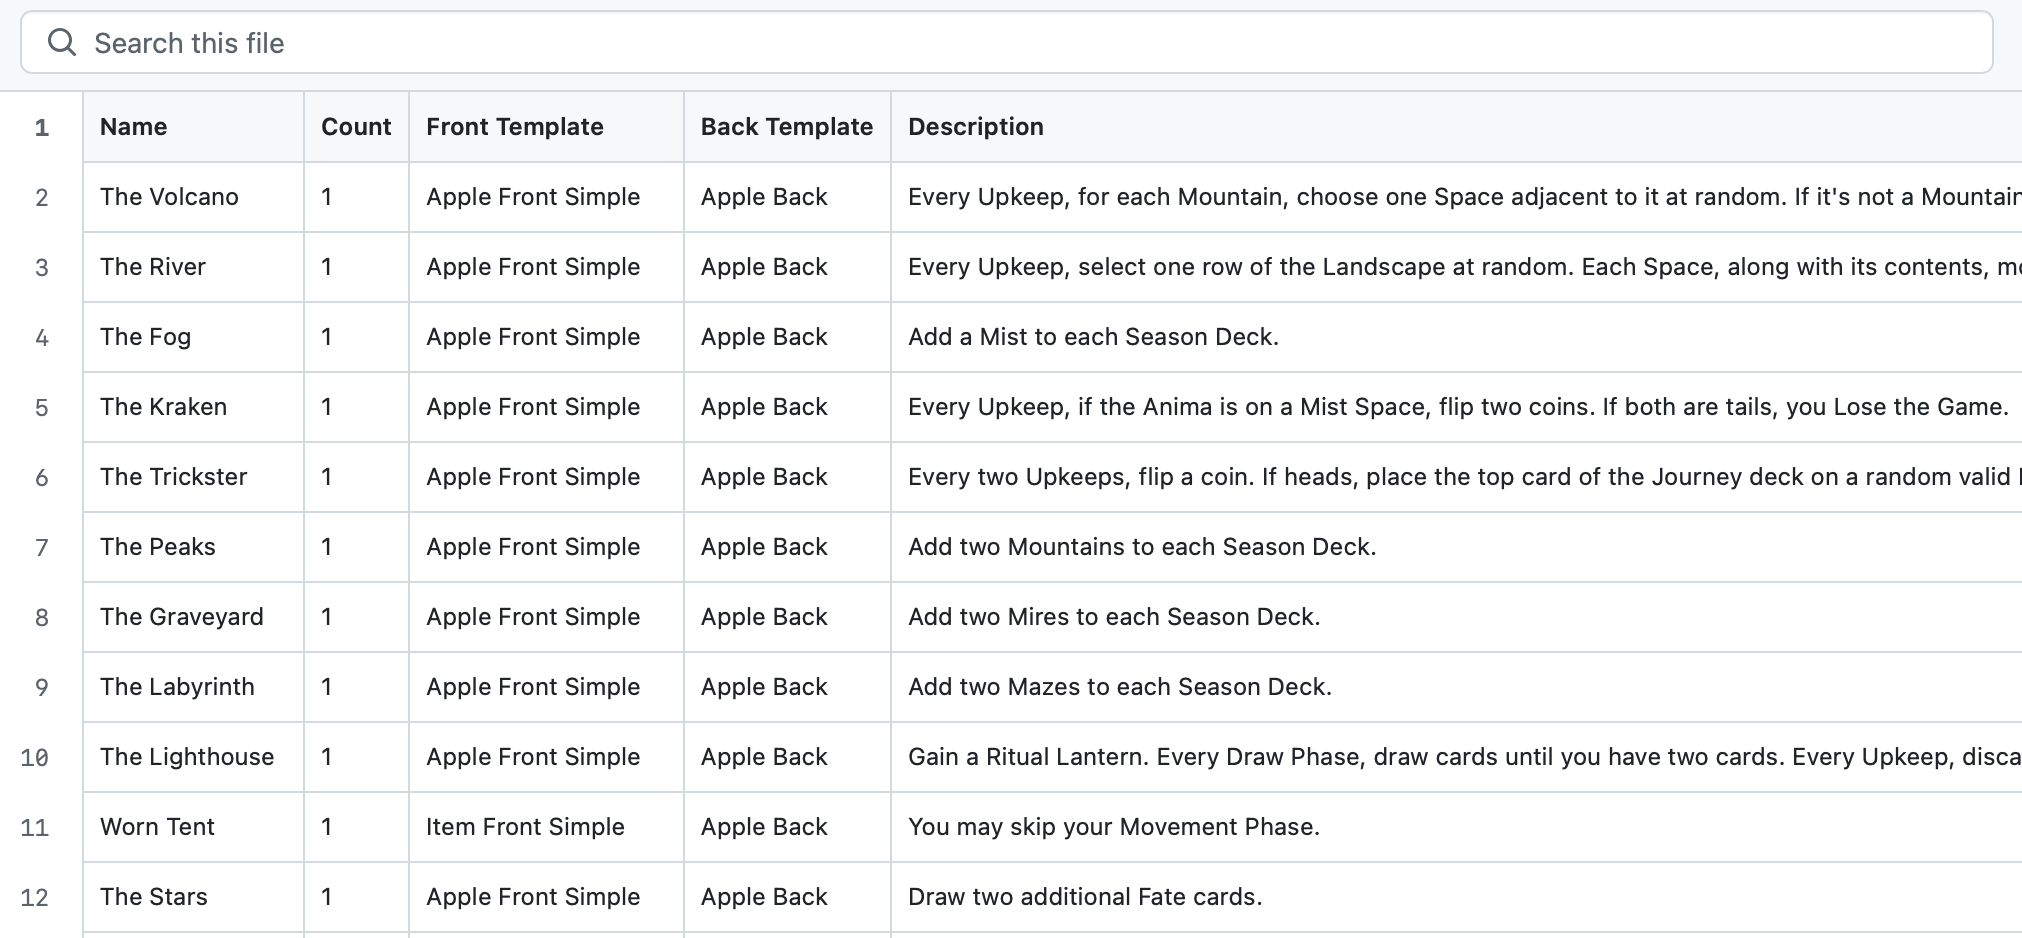 Search this file
1 Name Count Front Template Back Template Description
2 The Volcano 1 Apple Front Simple Apple Back Every Upkeep, for each Mountain, choose one Space adjacent to it at random. If it's not a Mountain
3 The River 1 Apple Front Simple Apple Back Every Upkeep, select one row of the Landscape at random. Each Space, along with its contents,
4 The Fog 1 Apple Front Simple Apple Back Add a Mist to each Season Deck.
5 The Kraken 1 Apple Front Simple Apple Back Every Upkeep, if the Anima is on a Mist Space, flip two coins. If both are tails, you Lose the Game.
6 The Trickster 1 Apple Front Simple Apple Back Every two Upkeeps, flip a coin. If heads, place the top card of the Journey deck on a random valid
7 The Peaks 1 Apple Front Simple Apple Back Add two Mountains to each Season Deck.
8 The Graveyard 1 Apple Front Simple Apple Back Add two Mires to each Season Deck.
9 The Labyrinth 1 Apple Front Simple Apple Back Add two Mazes to each Season Deck.
10 The Lighthouse 1 Apple Front Simple Apple Back Gain a Ritual Lantern. Every Draw Phase, draw cards until you have two cards. Every Upkeep, disca
11 Worn Tent 1 Item Front Simple Apple Back You may skip your Movement Phase.
12 The Stars 1 Apple Front Simple Apple Back Draw two additional Fate cards.